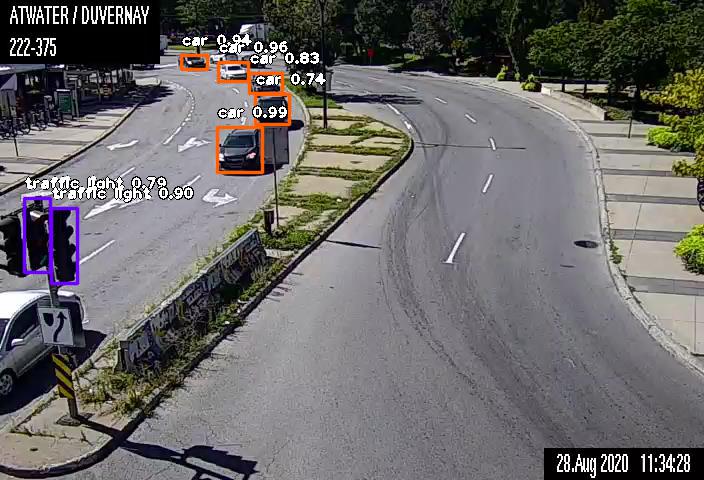 ATWATER / DUVERNAY
222-375
car 0.94
car 0.96
car 0.83
car 0.74
car 0.99
traffic light 0.79
traffic light 0.90
28.Aug 2020 11:34:28